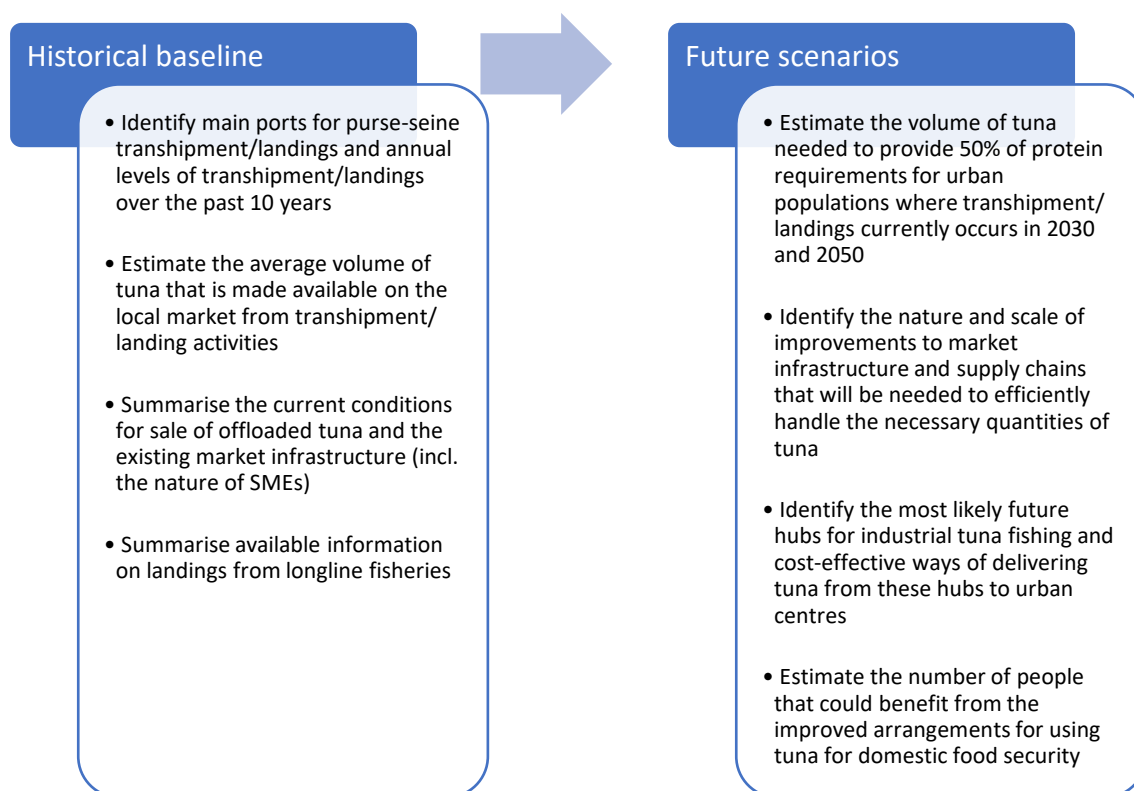 Historical baseline
• Identify main ports for purse-seine
transhipment/landings and annual
levels of transhipment/landings
over the past 10 years
• Estimate the average volume of
tuna that is made available on the
local market from transhipment/
landing activities
• Summarise the current conditions
for sale of offloaded tuna and the
existing market infrastructure (incl.
the nature of SMEs)
• Summarise available information
on landings from longline fisheries
Future scenarios
• Estimate the volume of tuna
needed to provide 50% of protein
requirements for urban
populations where transhipment/
landings currently occurs in 2030
and 2050
• Identify the nature and scale of
improvements to market
infrastructure and supply chains
that will be needed to efficiently
handle the necessary quantities of
tuna
• Identify the most likely future
hubs for industrial tuna fishing and
cost-effective ways of delivering
tuna from these hubs to urban
centres
• Estimate the number of people
that could benefit from the
improved arrangements for using
tuna for domestic food security